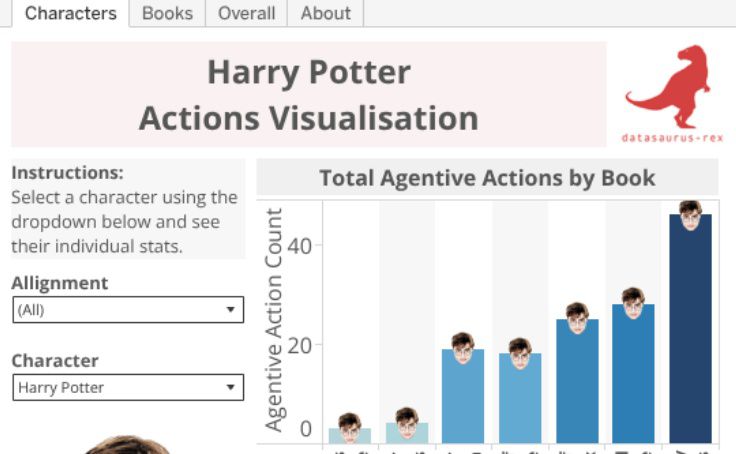 Characters
Books
Overall
About
Harry Potter
Actions Visualisation
datasaurus-rex
Instructions:
Select a character using the
dropdown below and see
their individual stats.
Allignment
(All)
Character
Harry Potter
Total Agentive Actions by Book
Agentive Action Count
40
20
0